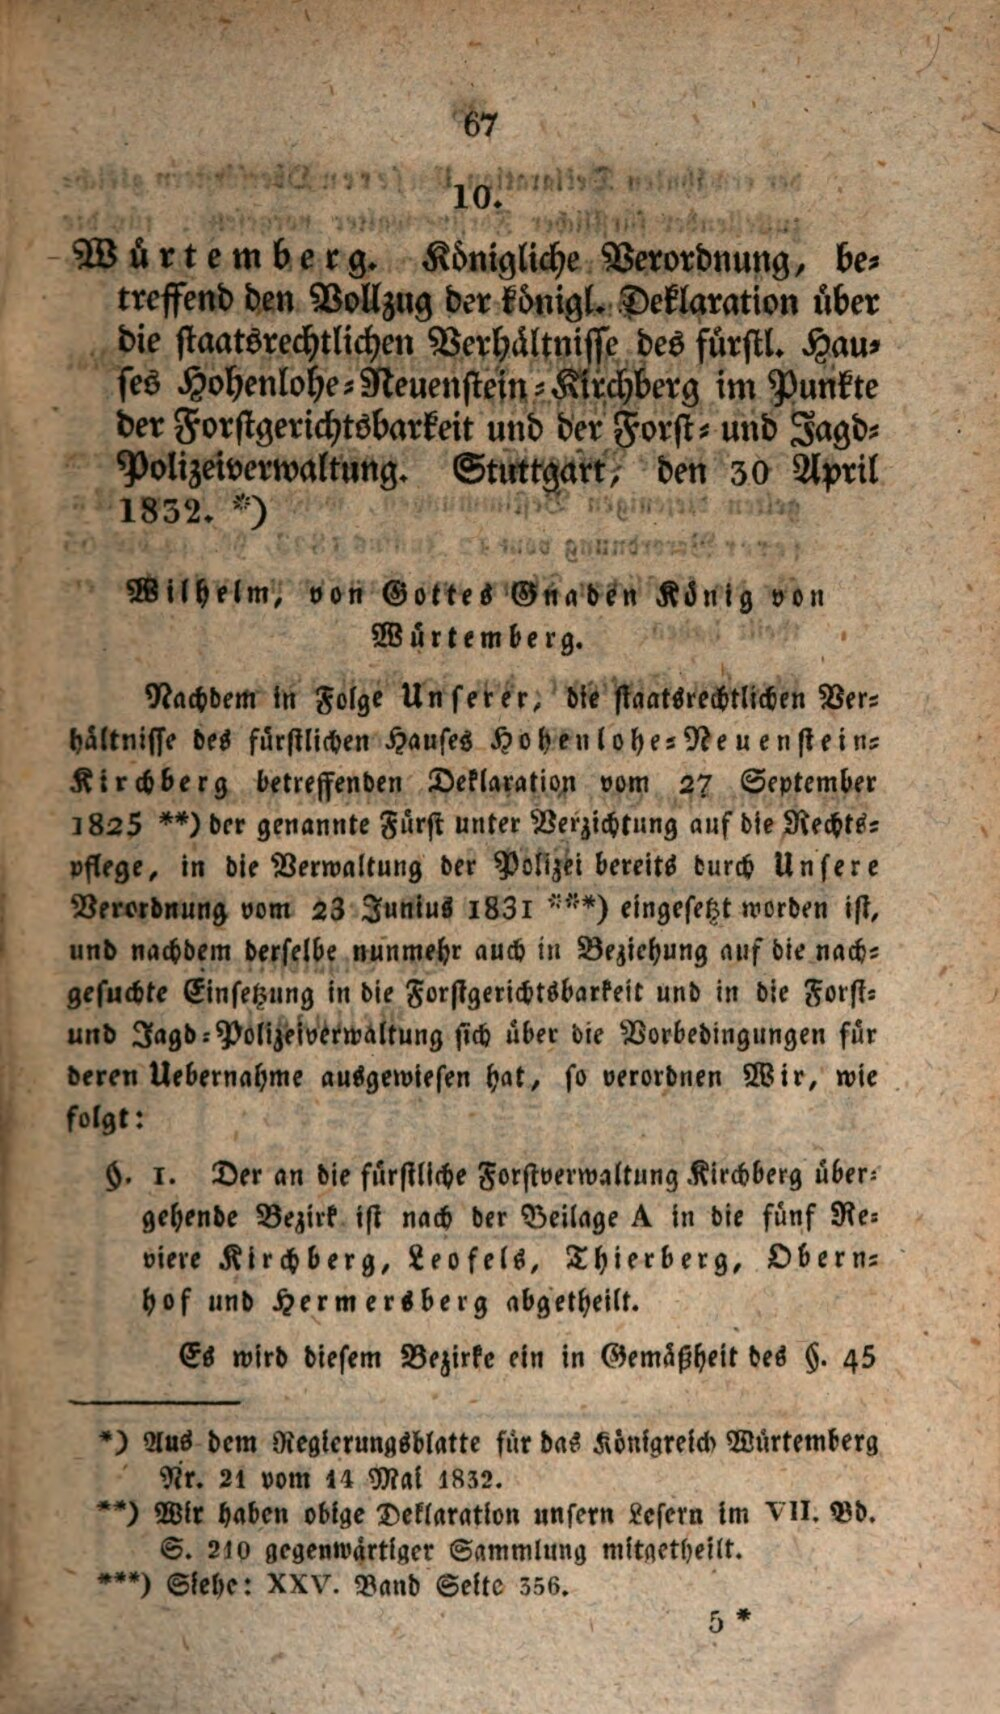 67
10.
Würtemberg. Königliche Verordnung, be-
treffend den Vollzug der königl. Deklaration über
die staatsrechtlichen Verhältnisse des fürstl. Hau-
ses Hohenlohe-Neuenstein-Kirchberg im Punkte
der Forstgerichtsbarkeit und der Forst- und Jagd-
Polizeiverwaltung. Stuttgart, den 30 April
1832. *)
Wilhelm, von Gottes Gnaden König von
Würtemberg.
Nachdem in Folge Unserer, die staatsrechtlichen Ver-
hältnisse des fürstlichen Hauses Hohenlohe-Neuenstein-
Kirchberg betreffenden Deklaration vom 27 September
1825 **) der genannte Fürst unter Verzichtung auf die Rechts-
pflege, in die Verwaltung der Polizei bereits durch Unsere
Verordnung vom 23 Junius 1831 ***) eingesetzt worden ist,
und nachdem derselbe nunmehr auch in Beziehung auf die nach-
gesuchte Einsetzung in die Forstgerichtsbarkeit und in die Forst-
und Jagd-Polizeiverwaltung sich über die Vorbedingungen für
deren Uebernahme ausgewiesen hat, so verordnen Wir, wie
folgt:
§. 1. Der an die fürstliche Forstverwaltung Kirchberg über-
gehende Bezirk ist nach der Beilage A in die fünf Re-
viere Kirchberg, Leofels, Thierberg, Obern-
hof und Hermersberg abgetheilt.
Es wird diesem Bezirke ein in Gemäßheit des §. 45
*) Aus dem Regierungsblatte für das Königreich Würtemberg
Nr. 21 vom 14 Mai 1832.
**) Wir haben obige Deklaration unsern Lesern im VII. Bd.
S. 210 gegenwärtiger Sammlung mitgetheilt.
***) Siehe: XXV. Band Seite 356.
5 *